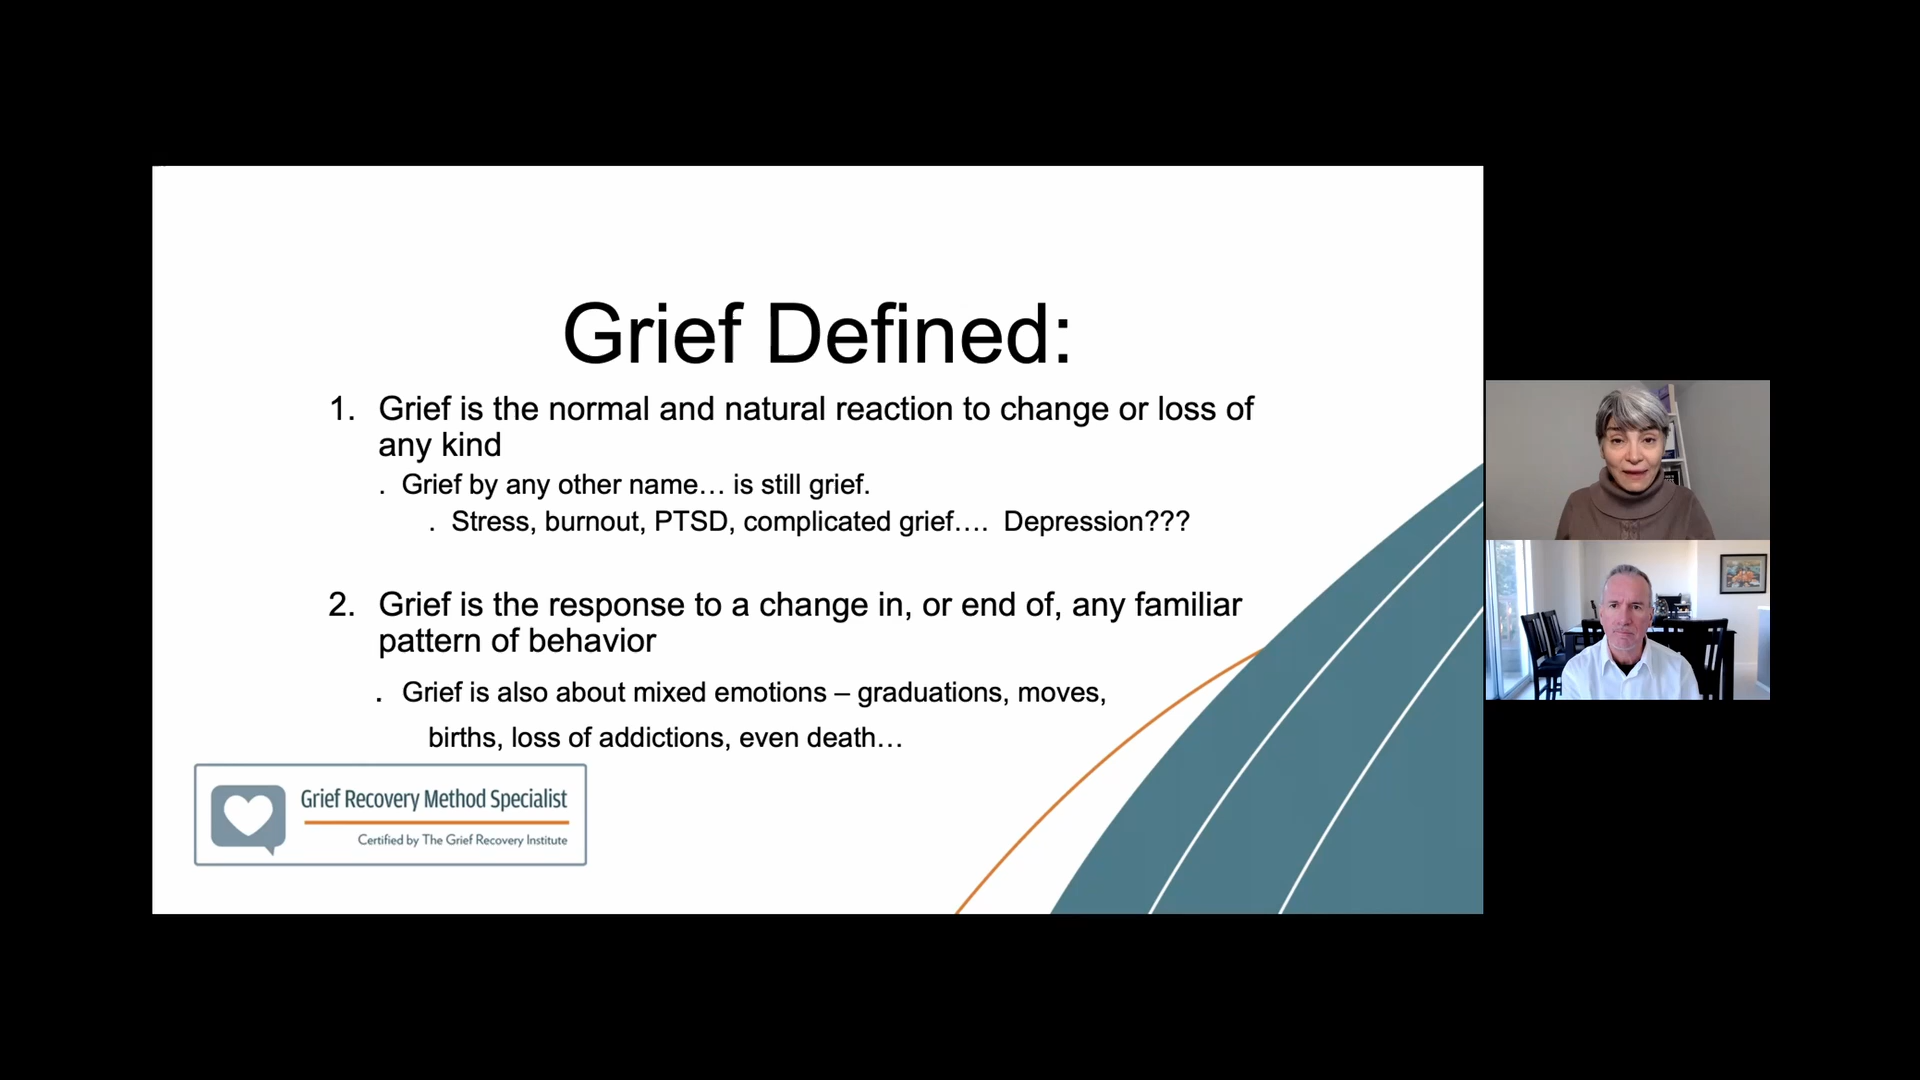 Grief Defined:
1. Grief is the normal and natural reaction to change or loss of
any kind
. Grief by any other name… is still grief.
. Stress, burnout, PTSD, complicated grief…. Depression???
2. Grief is the response to a change in, or end of, any familiar
pattern of behavior
. Grief is also about mixed emotions – graduations, moves,
births, loss of addictions, even death…
Grief Recovery Method Specialist
Certified by The Grief Recovery Institute